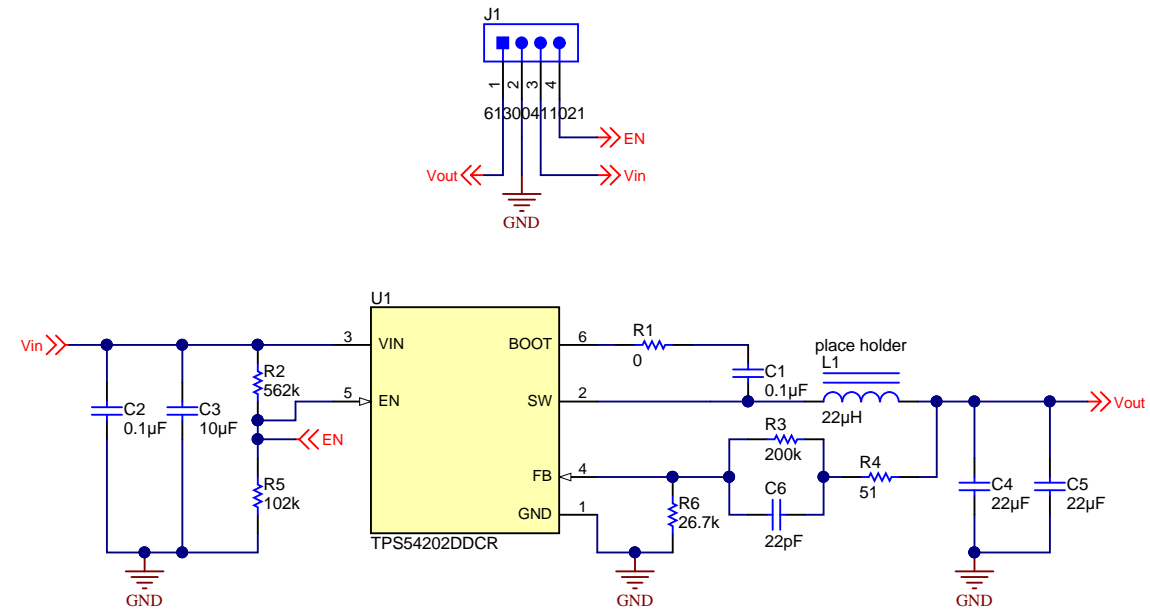 J1
1 2 3 4
61300411021
EN
Vout Vin
GND
U1
Vin
3 VIN
BOOT 6
R1
0
place holder
L1
R2
562k
5 EN
SW 2
C1
0.1µF
22µH
Vout
C2
0.1µF
C3
10µF
EN
R3
200k
R4
51
FB 4
R5
102k
C6
22pF
R6
26.7k
C4
22µF
C5
22µF
GND 1
TPS54202DDCR
GND
GND
GND